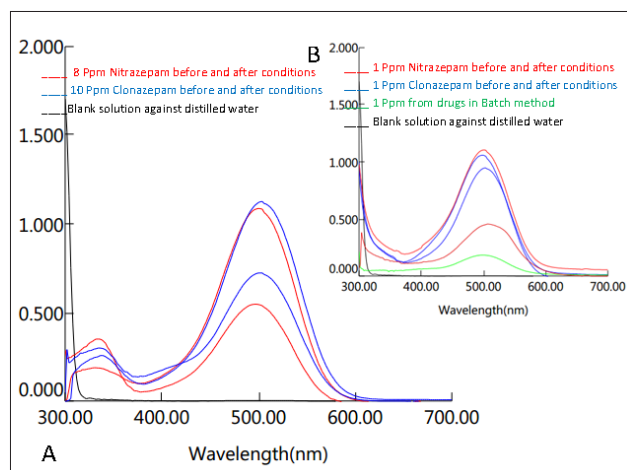 2.000
8 Ppm Nitrazepam before and after conditions
10 Ppm Clonazepam before and after conditions
Blank solution against distilled water
1.500
1.000
0.500
0.000
300.00 400.00 500.00 600.00 700.00
Wavelength(nm)
A
B
2.000
1 Ppm Nitrazepam before and after conditions
1 Ppm Clonazepam before and after conditions
1 Ppm from drugs in Batch method
Blank solution against distilled water
1.000
0.500
0.000
300.00 400.00 500.00 600.00 700.00
Wavelength(nm)